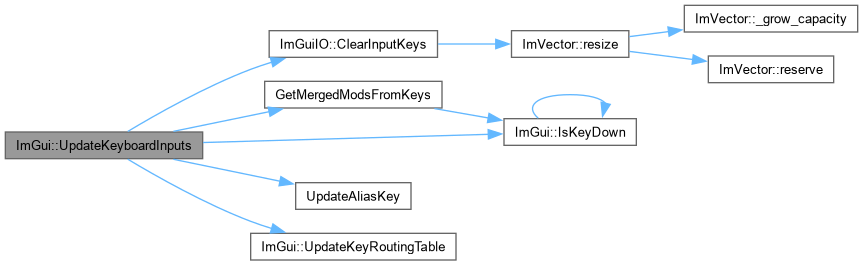 ImGui::UpdateKeyboardInputs
ImGuiIO::ClearInputKeys
ImVector::resize
ImVector::_grow_capacity
ImVector::reserve
GetMergedModsFromKeys
ImGui::IsKeyDown
UpdateAliasKey
ImGui::UpdateKeyRoutingTable